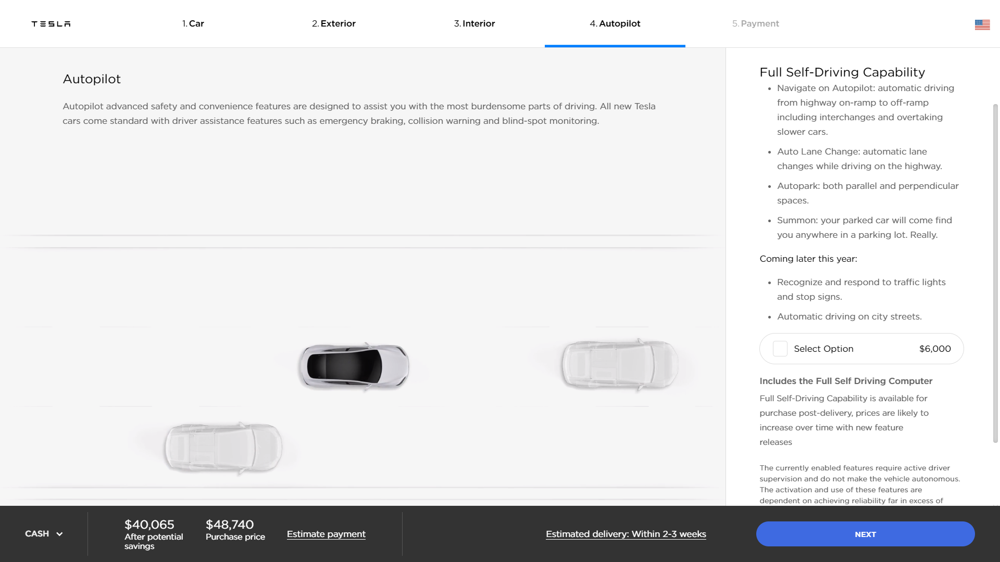 TESLA
1. Car
2. Exterior
3. Interior
4. Autopilot
5. Payment
Autopilot
Autopilot advanced safety and convenience features are designed to assist you with the most burdensome parts of driving. All new Tesla
cars come standard with driver assistance features such as emergency braking, collision warning and blind-spot monitoring.
Full Self-Driving Capability
• Navigate on Autopilot: automatic driving
from highway on-ramp to off-ramp
including interchanges and overtaking
slower cars.
• Auto Lane Change: automatic lane
changes while driving on the highway.
• Autopark: both parallel and perpendicular
spaces.
• Summon: your parked car will come find
you anywhere in a parking lot. Really.
Coming later this year:
• Recognize and respond to traffic lights
and stop signs.
• Automatic driving on city streets.
Select Option $6,000
Includes the Full Self Driving Computer
Full Self-Driving Capability is available for
purchase post-delivery, prices are likely to
increase over time with new feature
releases
The currently enabled features require active driver
supervision and do not make the vehicle autonomous.
The activation and use of these features are
dependent on achieving reliability far in excess of
CASH
$40,065
After potential
savings
$48,740
Purchase price
Estimate payment
Estimated delivery: Within 2-3 weeks
NEXT